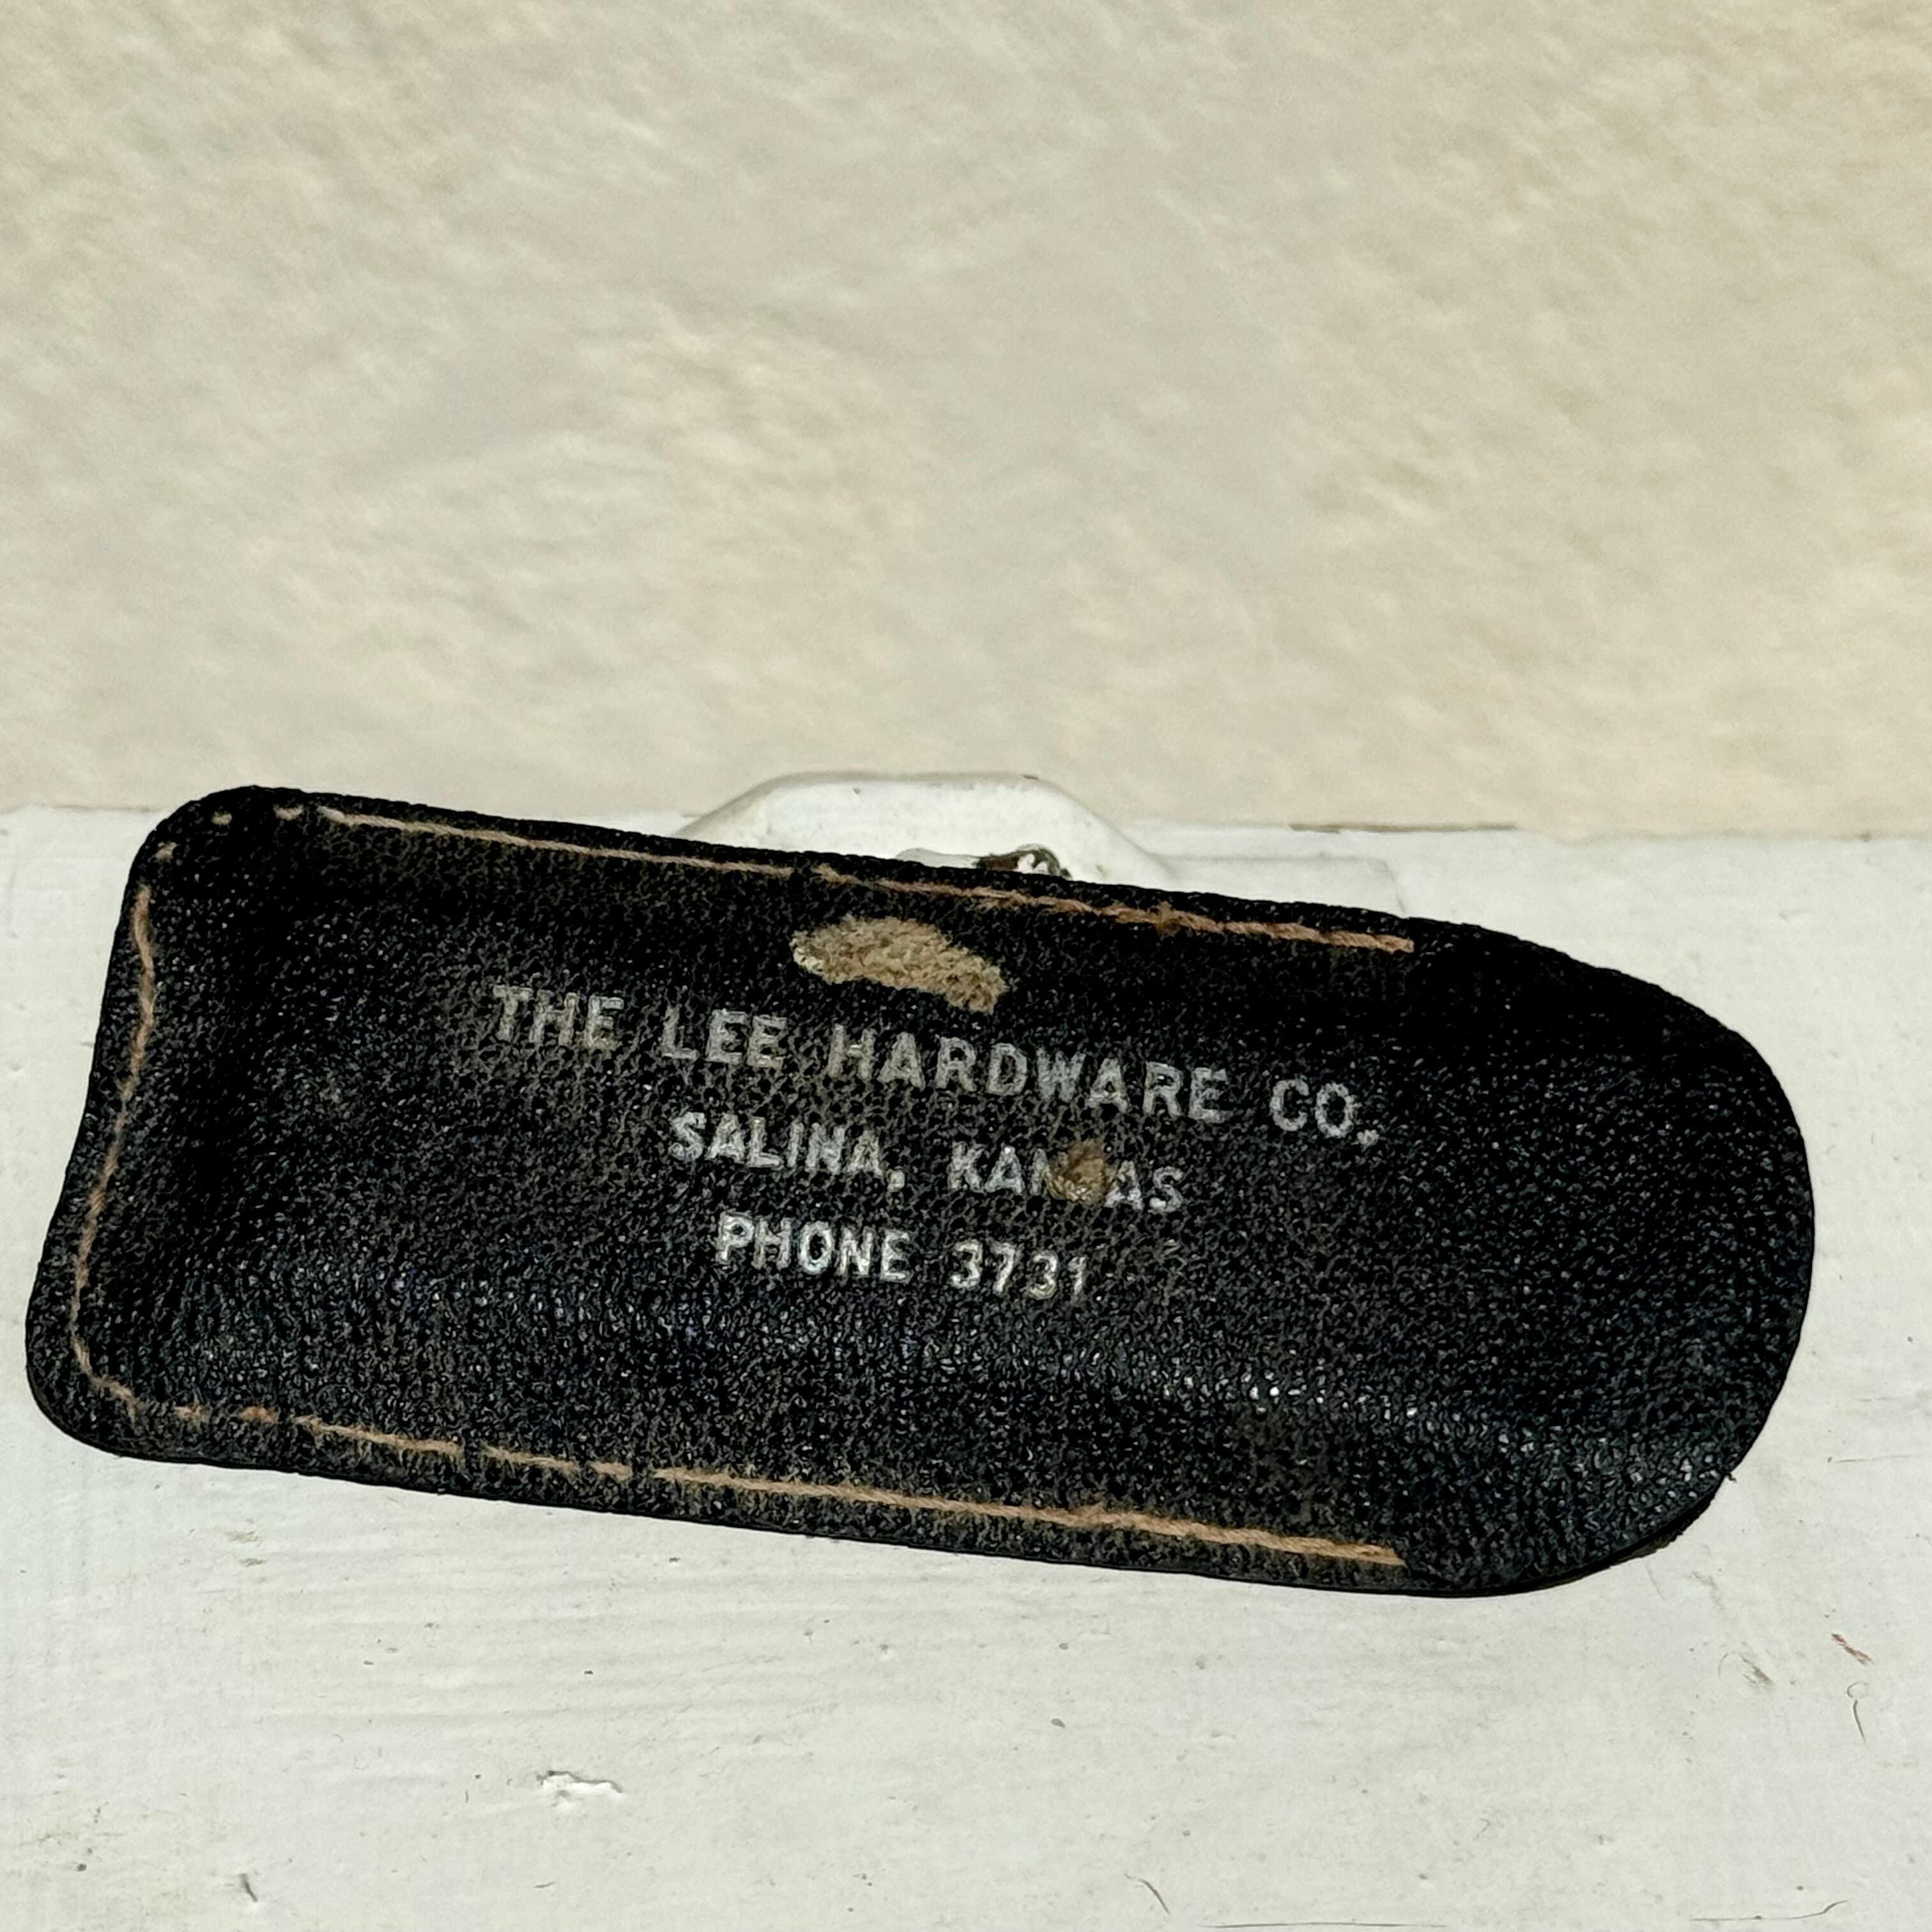 THE LEE HARDWARE CO.
SALINA, KANSAS
PHONE 3731